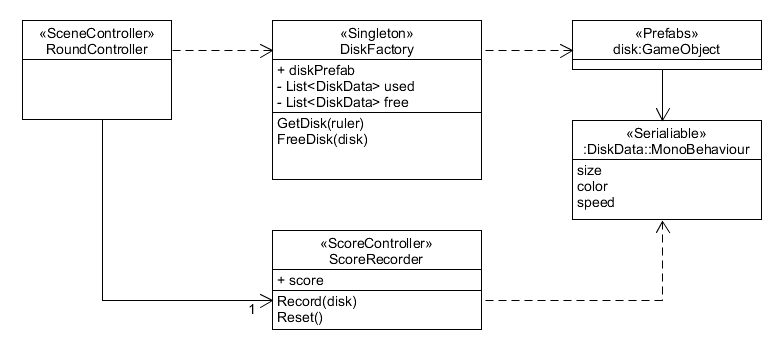 «SceneController»
RoundController
«Singleton»
DiskFactory
+ diskPrefab
- List<DiskData> used
- List<DiskData> free
GetDisk(ruler)
FreeDisk(disk)
«Prefabs»
disk:GameObject
«Serialiable»
:DiskData::MonoBehaviour
size
color
speed
«ScoreController»
ScoreRecorder
+ score
Record(disk)
Reset()
1